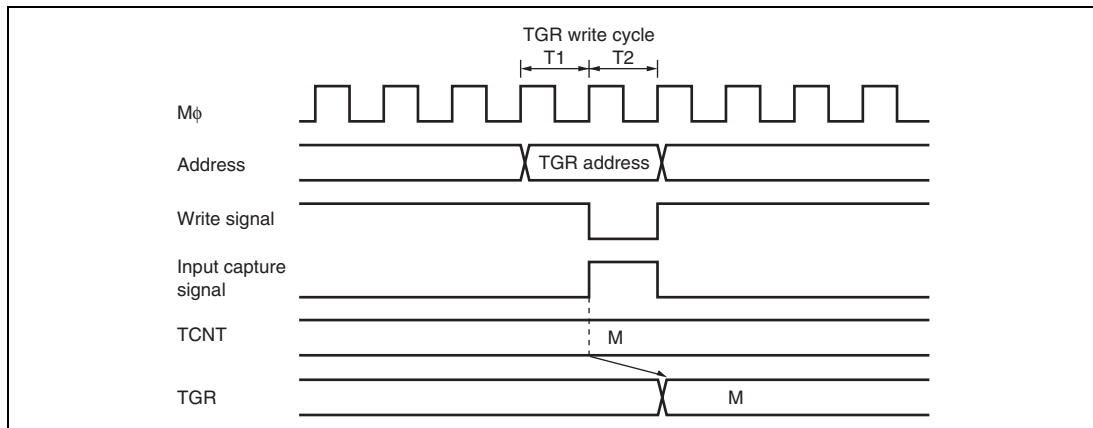 TGR write cycle
T1 T2
Mϕ
Address TGR address
Write signal
Input capture
signal
TCNT M
TGR M